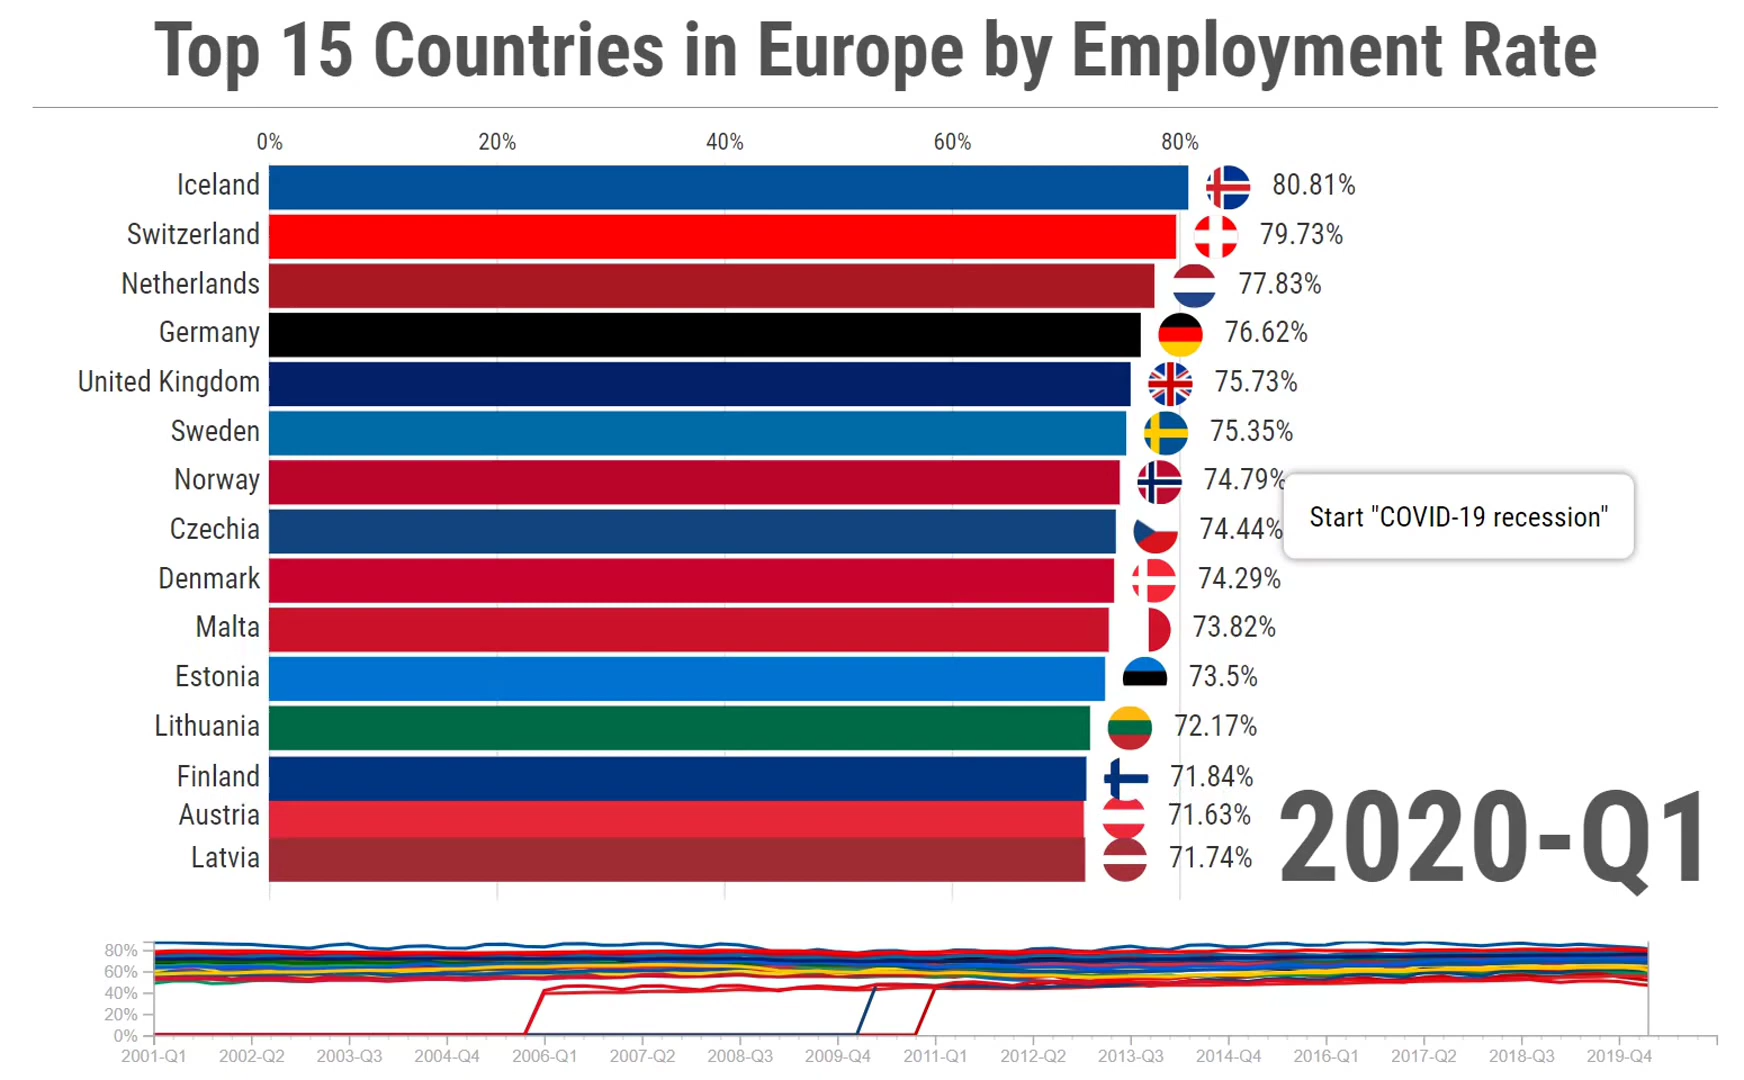 Top 15 Countries in Europe by Employment Rate
0% 20% 40% 60% 80%
Iceland 80.81%
Switzerland 79.73%
Netherlands 77.83%
Germany 76.62%
United Kingdom 75.73%
Sweden 75.35%
Norway 74.79%
Start "COVID-19 recession"
Czechia 74.44%
Denmark 74.29%
Malta 73.82%
Estonia 73.5%
Lithuania 72.17%
Finland 71.84%
Austria 71.63%
Latvia 71.74%
2020-Q1
80%
60%
40%
20%
0%
2001-Q1 2002-Q2 2003-Q3 2004-Q4 2006-Q1 2007-Q2 2008-Q3 2009-Q4 2011-Q1 2012-Q2 2013-Q3 2014-Q4 2016-Q1 2017-Q2 2018-Q3 2019-Q4